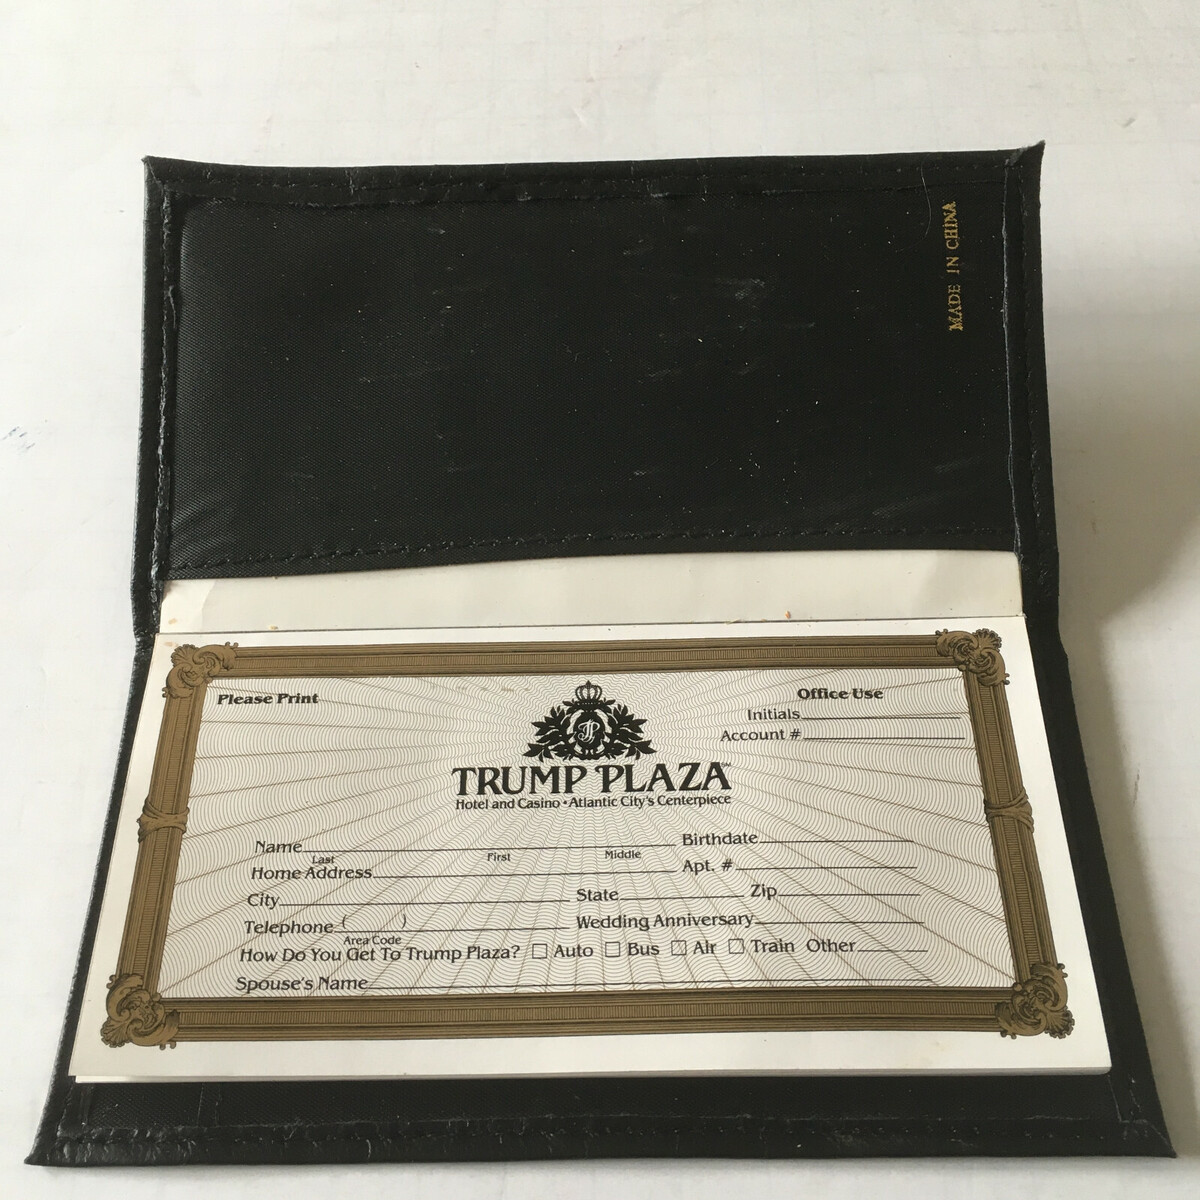 MADE IN CHINA
Please Print
Office Use
Initials
Account #
TP
TRUMP PLAZA
Hotel and Casino • Atlantic City's Centerpiece
Name Birthdate
Last First Middle
Home Address Apt. #
City State Zip
Telephone ( ) Wedding Anniversary
Area Code
How Do You Get To Trump Plaza? ☐ Auto ☐ Bus ☐ Air ☐ Train Other
Spouse's Name